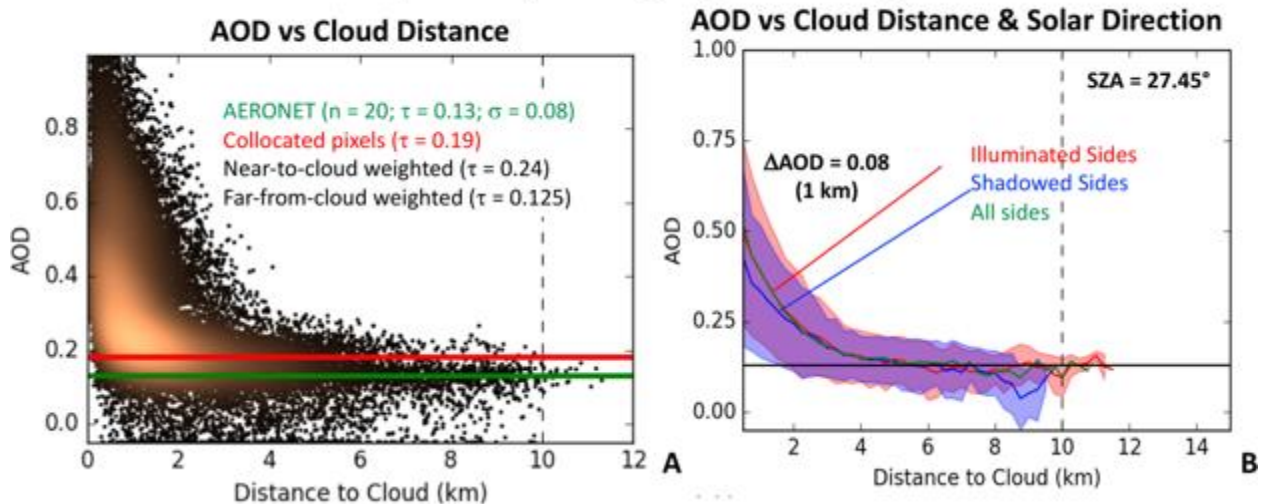 AOD vs Cloud Distance
0.8
0.6
0.4
0.2
0.0
AOD
AERONET (n = 20; τ = 0.13; σ = 0.08)
Collocated pixels (τ = 0.19)
Near-to-cloud weighted (τ = 0.24)
Far-from-cloud weighted (τ = 0.125)
0 2 4 6 8 10 12
Distance to Cloud (km)
A
AOD vs Cloud Distance & Solar Direction
1.00
0.75
0.50
0.25
0.00
AOD
SZA = 27.45°
ΔAOD = 0.08
(1 km)
Illuminated Sides
Shadowed Sides
All sides
2 4 6 8 10 12 14
Distance to Cloud (km)
B